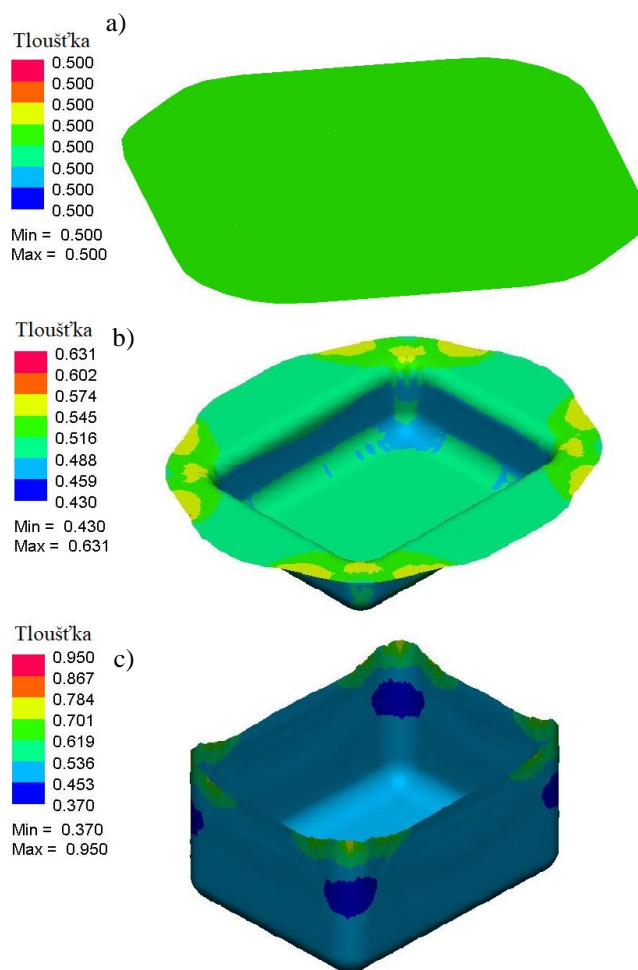 a)
Tloušťka
0.500
0.500
0.500
0.500
0.500
0.500
0.500
0.500
Min = 0.500
Max = 0.500
b)
Tloušťka
0.631
0.602
0.574
0.545
0.516
0.488
0.459
0.430
Min = 0.430
Max = 0.631
c)
Tloušťka
0.950
0.867
0.784
0.701
0.619
0.536
0.453
0.370
Min = 0.370
Max = 0.950